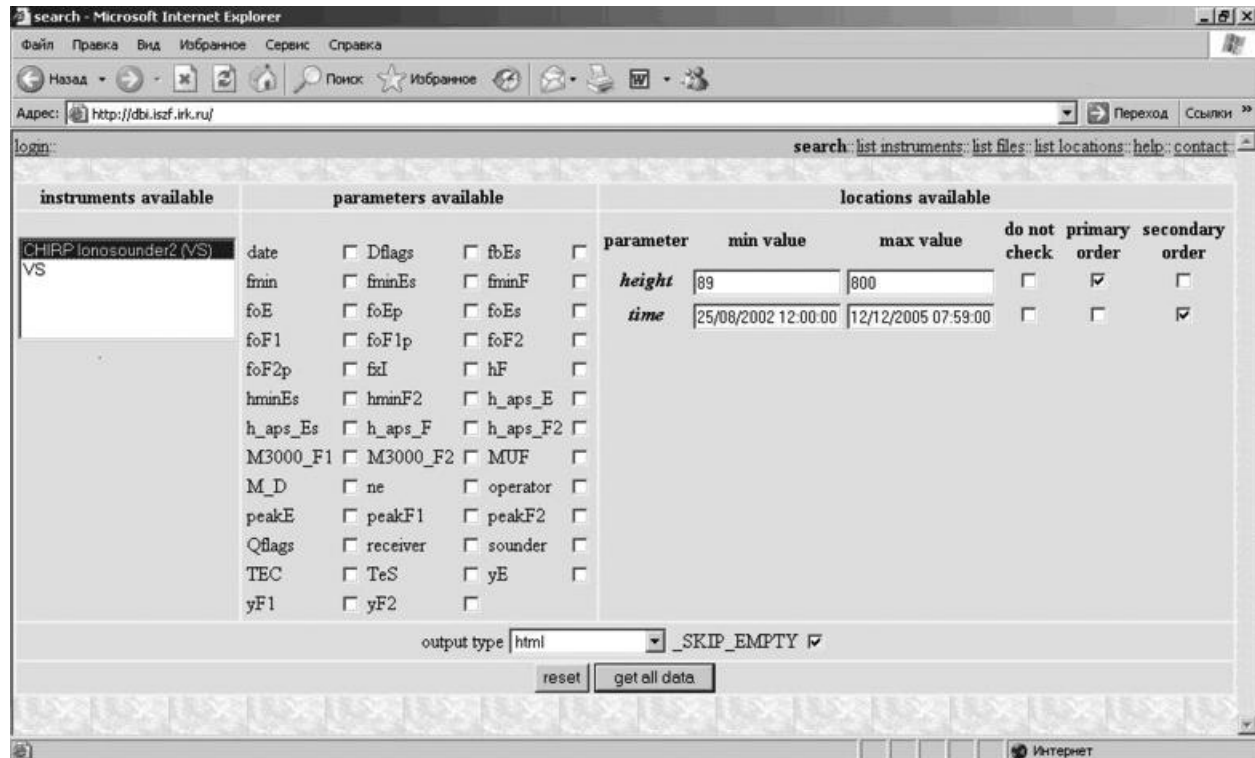 search - Microsoft Internet Explorer
Файл Правка Вид Избранное Сервис Справка
Назад Поиск Избранное
Адрес: http://dbi.iszf.irk.ru/ Переход Ссылки »
login:: search::list instruments::list files::list locations::help::contact::
instruments available parameters available locations available
CHIRP Ionosounder2 (VS)
VS
date Dflags fbEs
fmin fminEs fminF
foE foEp foEs
foF1 foF1p foF2
foF2p fxI hF
hminEs hminF2 h_aps_E
h_aps_Es h_aps_F h_aps_F2
M3000_F1 M3000_F2 MUF
M_D ne operator
peakE peakF1 peakF2
Qflags receiver sounder
TEC TeS yE
yF1 yF2
parameter min value max value do not check primary order secondary order
height 89 800
time 25/08/2002 12:00:00 12/12/2005 07:59:00
output type html _SKIP_EMPTY
reset get all data
Интернет